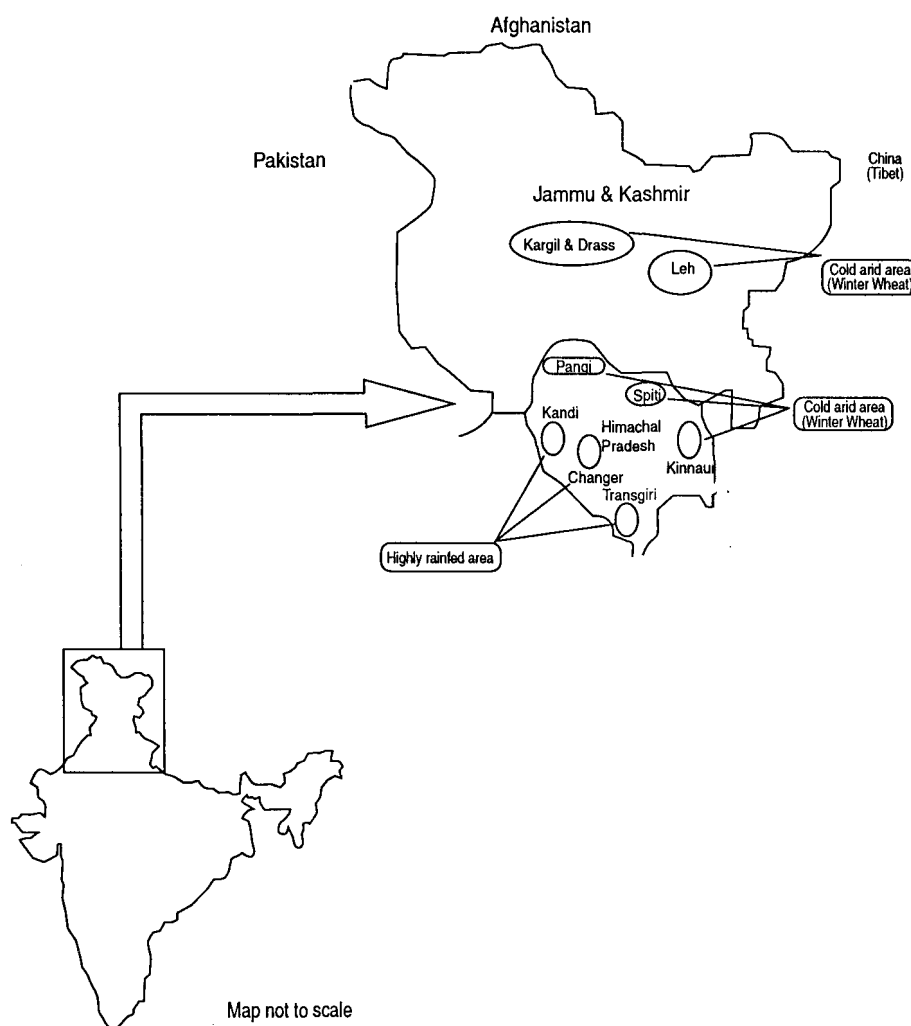 Afghanistan
Pakistan
China
(Tibet)
Jammu & Kashmir
Kargil & Drass
Leh
Cold arid area
(Winter Wheat)
Pangi
Spiti
Cold arid area
(Winter Wheat)
Kandi
Himachal
Pradesh
Kinnaur
Changer
Transgiri
Highly rainfed area
Map not to scale